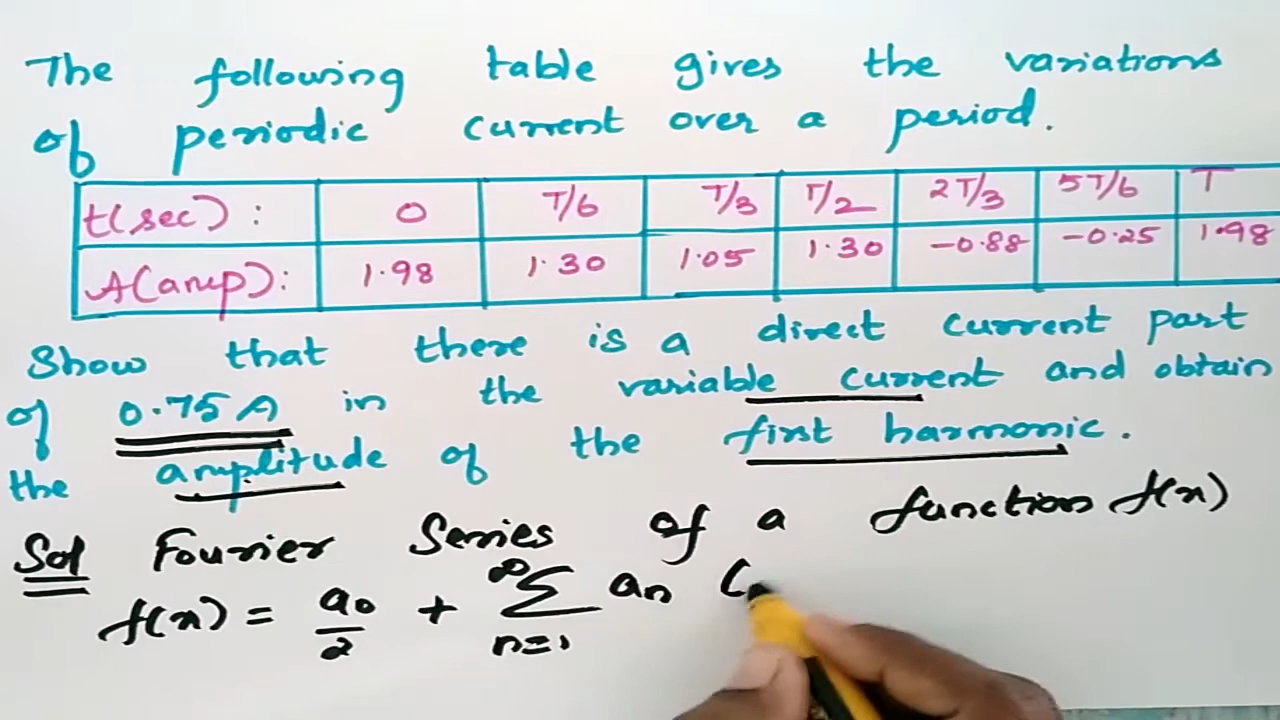 The following table gives the variations
of periodic current over a period.
t(sec): 0 T/6 T/3 T/2 2T/3 5T/6 T
A(amp): 1.98 1.30 1.05 1.30 -0.88 -0.25 1.98
Show that there is a direct current part
of 0.75A in the variable current and obtain
the amplitude of the first harmonic.
Sol Fourier Series of a function f(x)
f(x) = a0/2 + ∞∑n=1 an (